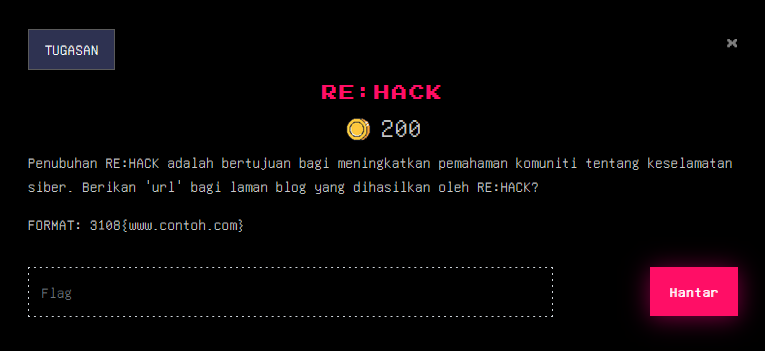 TUGASAN
×
RE:HACK
200
Penubuhan RE:HACK adalah bertujuan bagi meningkatkan pemahaman komuniti tentang keselamatan
siber. Berikan 'url' bagi laman blog yang dihasilkan oleh RE:HACK?
FORMAT: 3108{www.contoh.com}
Flag
Hantar